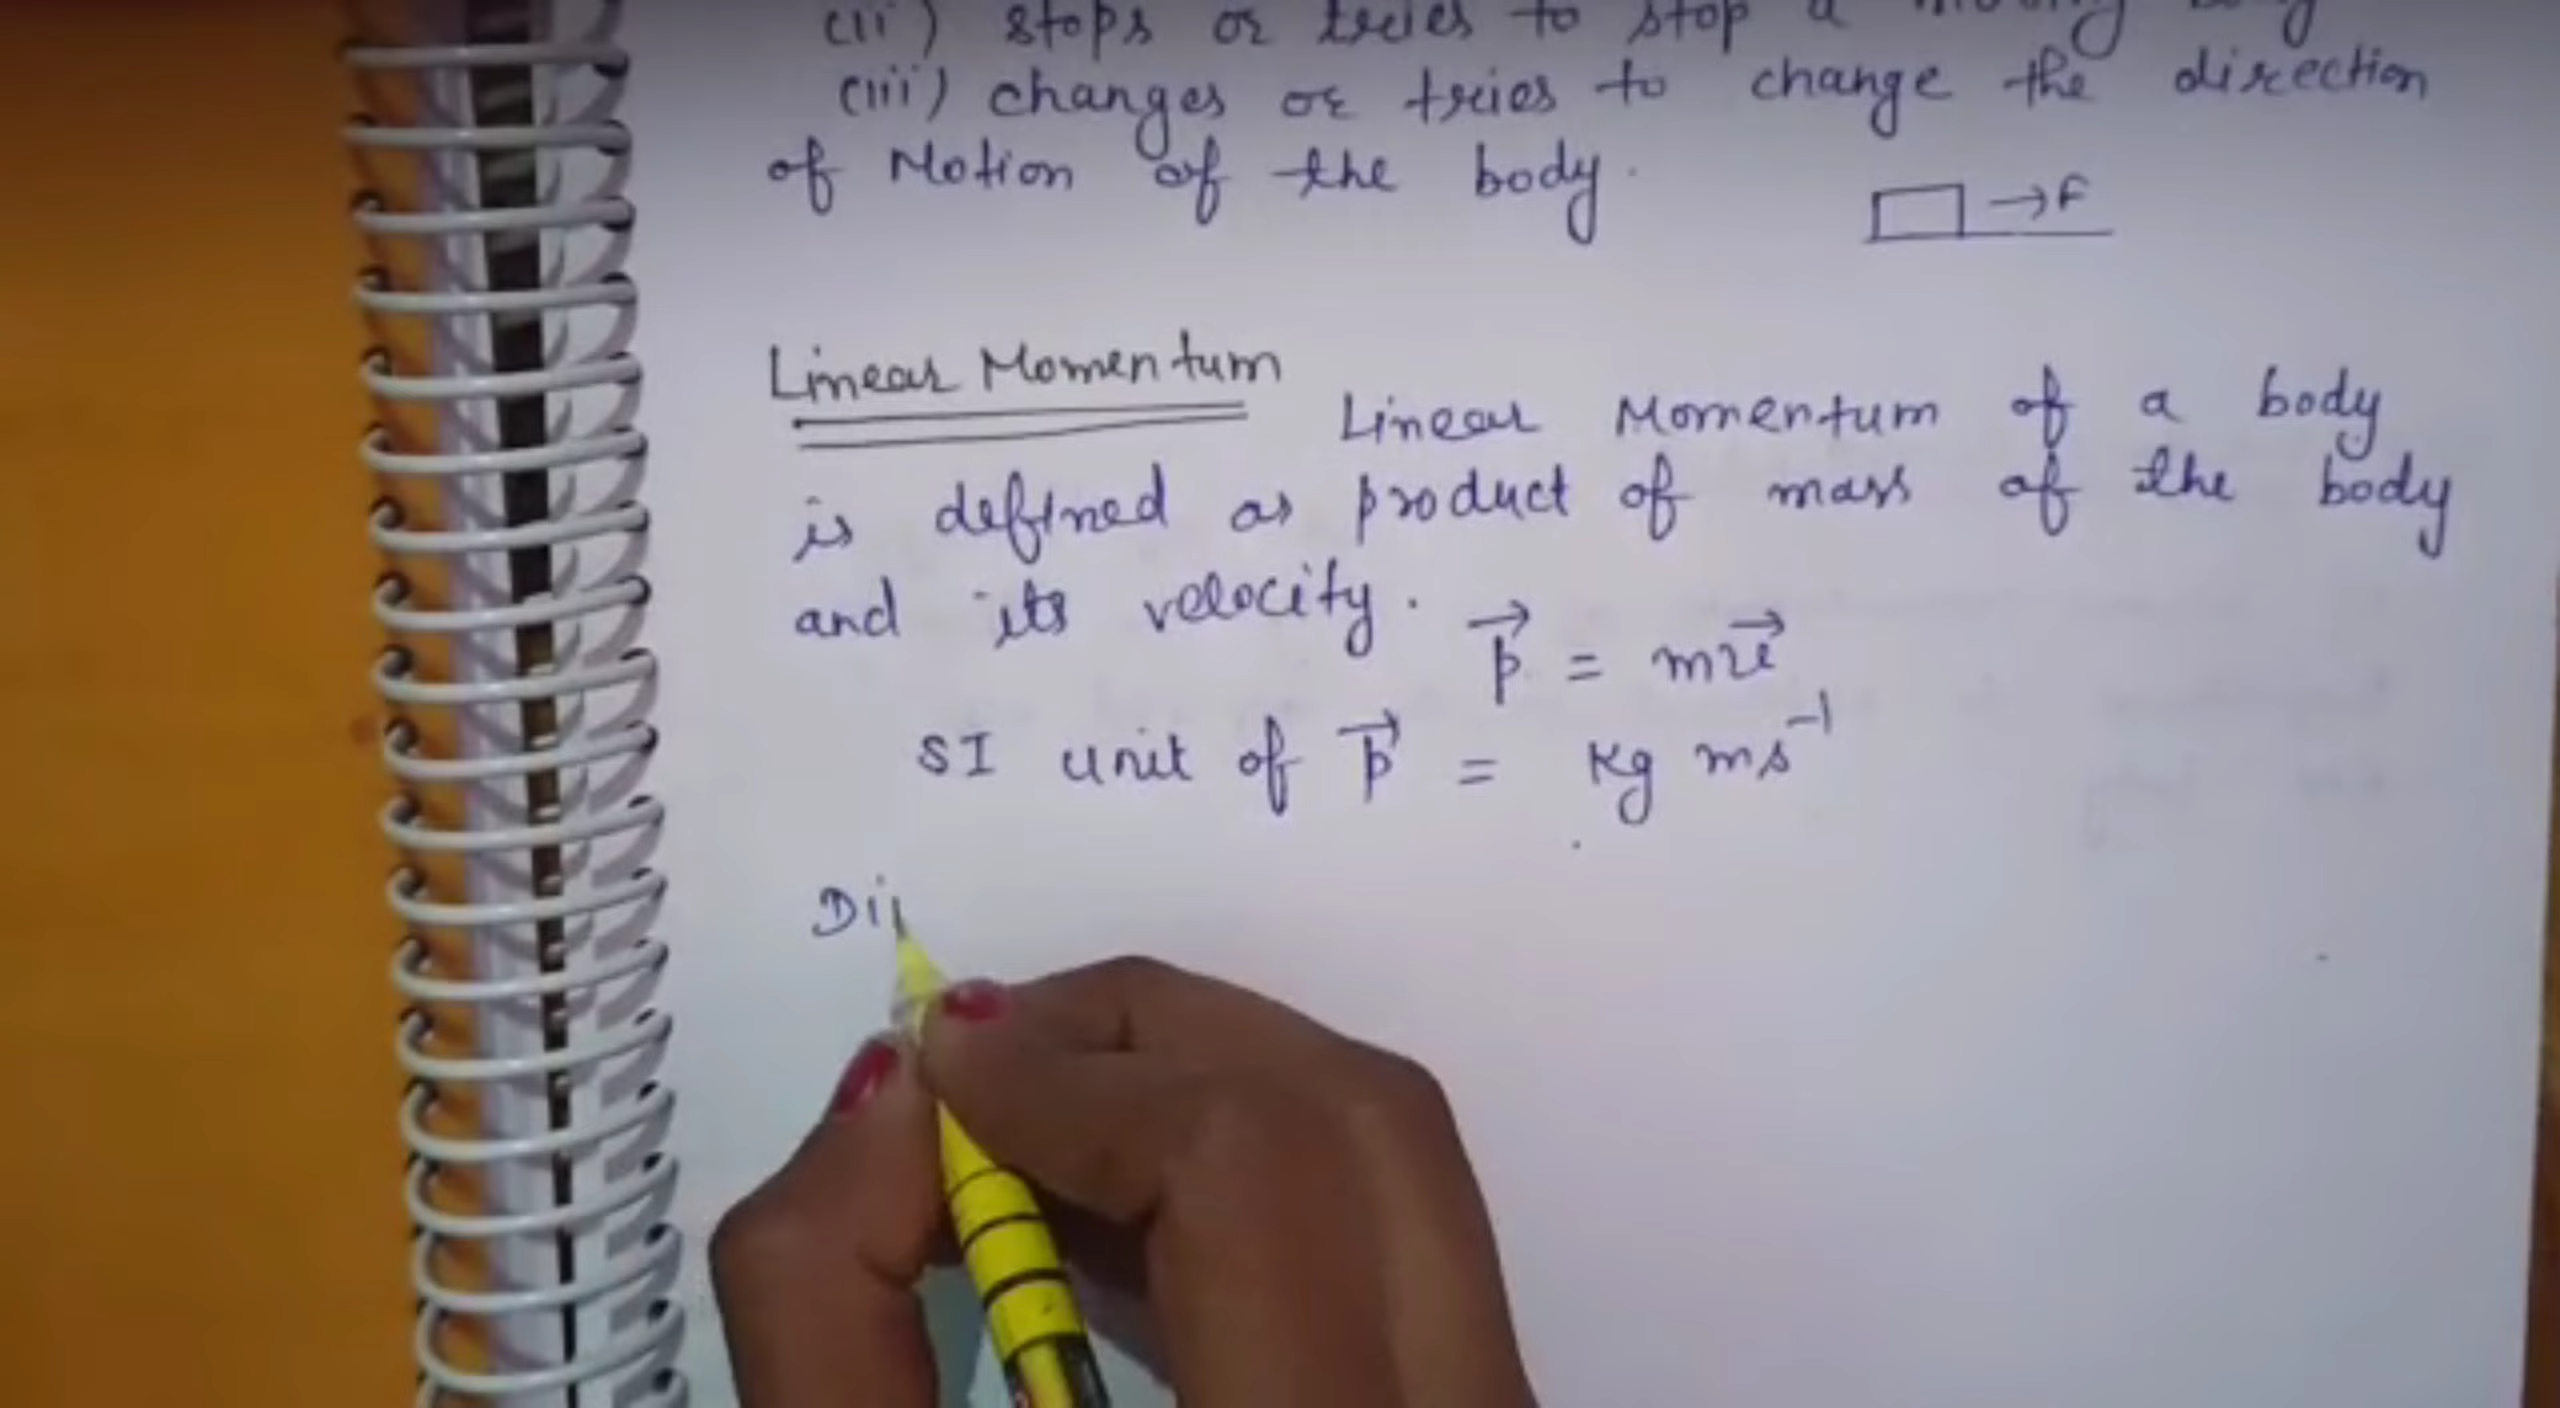 (ii) stops or tries to stop a
(iii) changes or tries to change the direction
of Motion of the body.
→F
Linear Momentum
Linear Momentum of a body
is defined as product of mass of the body
and its velocity.
p⃗ = mv⃗
SI unit of p⃗ = Kg ms⁻¹
Di